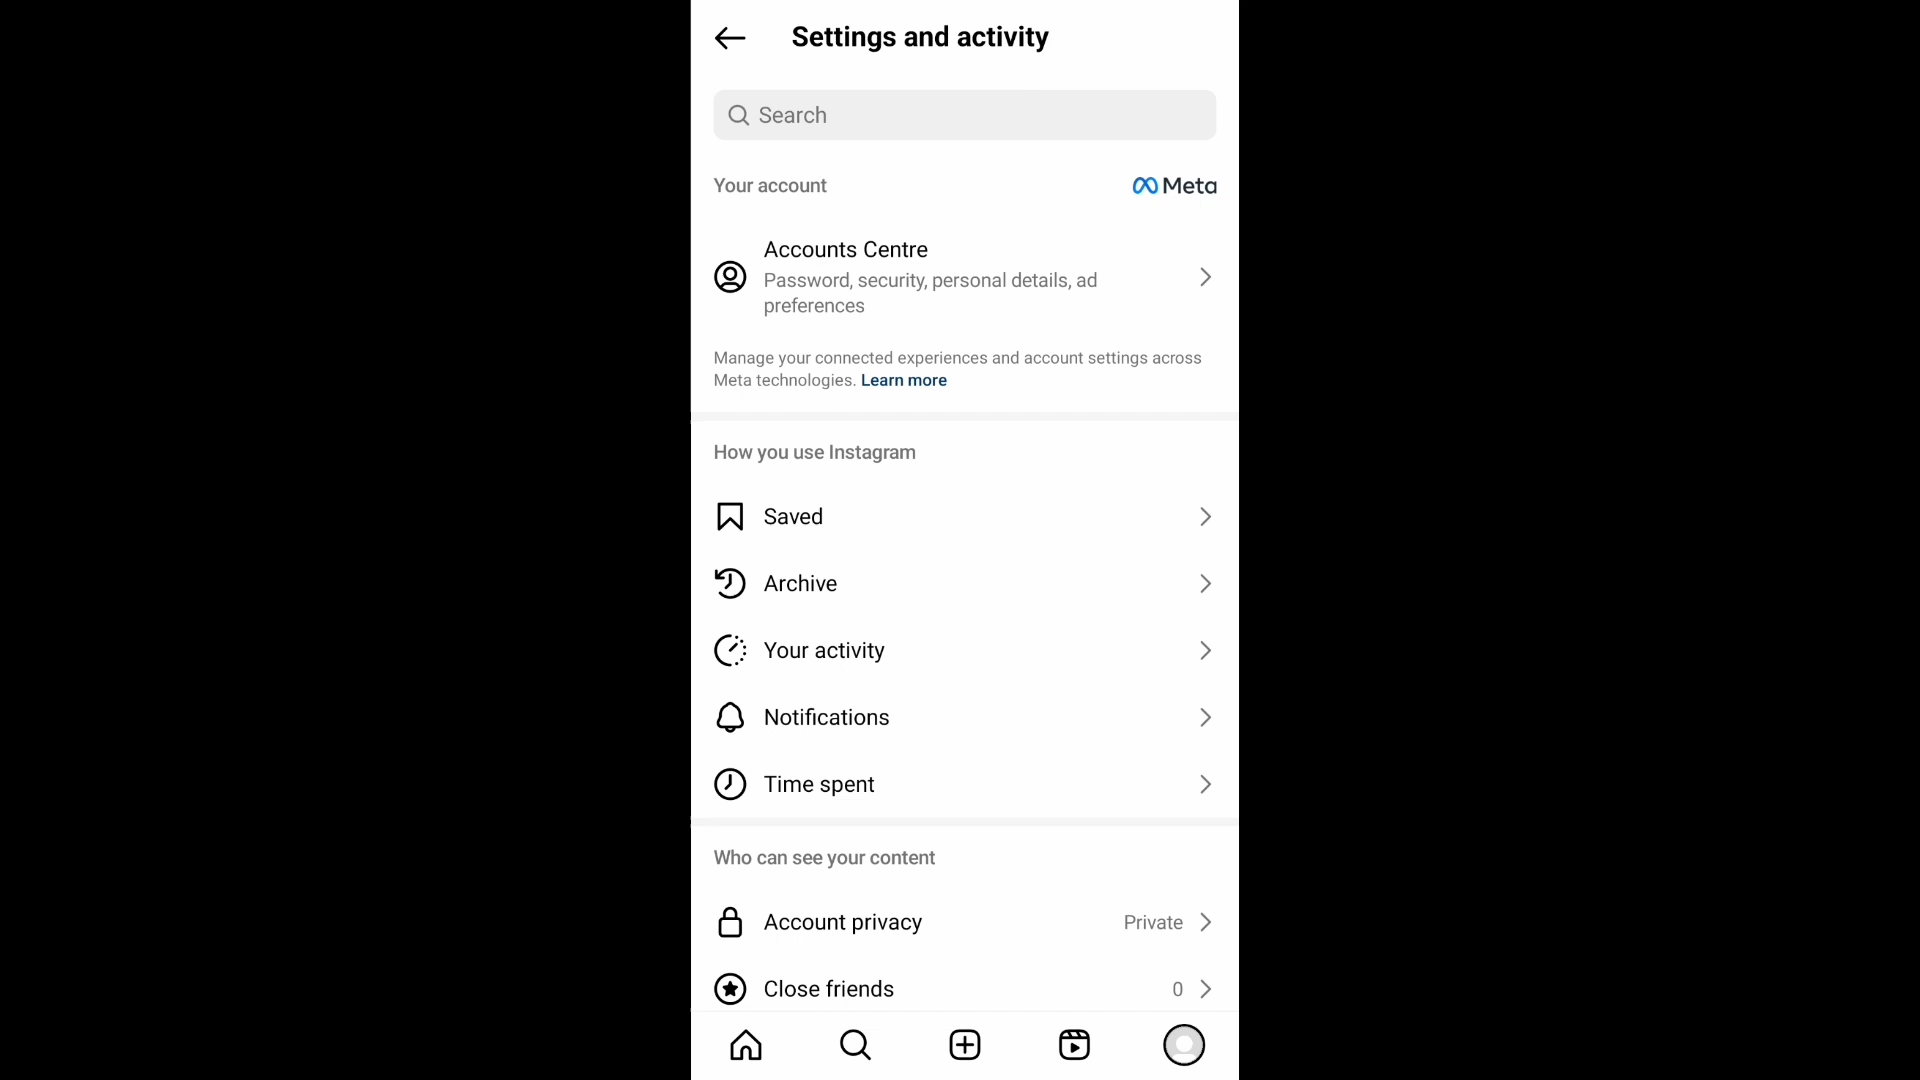 Settings and activity
Search
Your account
Meta
Accounts Centre
Password, security, personal details, ad
preferences
Manage your connected experiences and account settings across
Meta technologies. Learn more
How you use Instagram
Saved
Archive
Your activity
Notifications
Time spent
Who can see your content
Account privacy Private
Close friends 0